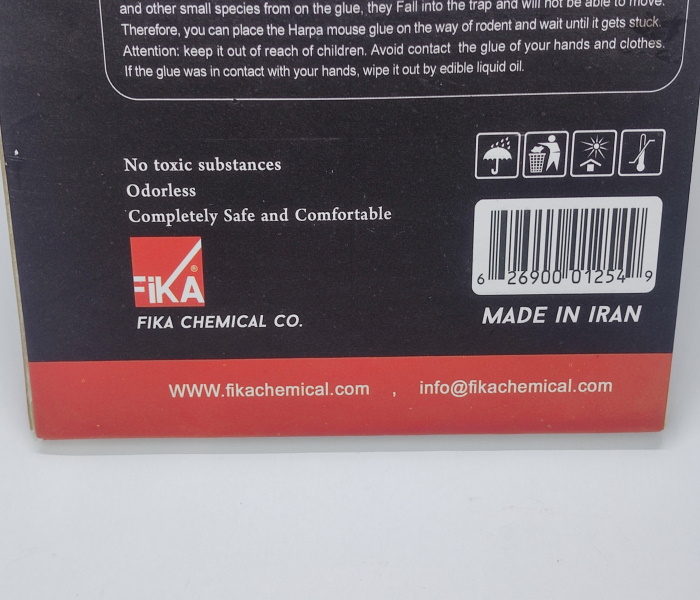 and other small species from on the glue, they Fall into the trap and will not be able to move.
Therefore, you can place the Harpa mouse glue on the way of rodent and wait until it gets stuck.
Attention: keep it out of reach of children. Avoid contact the glue of your hands and clothes.
If the glue was in contact with your hands, wipe it out by edible liquid oil.
No toxic substances
Odorless
Completely Safe and Comfortable
FiKA®
FIKA CHEMICAL CO.
6 26900 01254 9
MADE IN IRAN
WWW.fikachemical.com , info@fikachemical.com